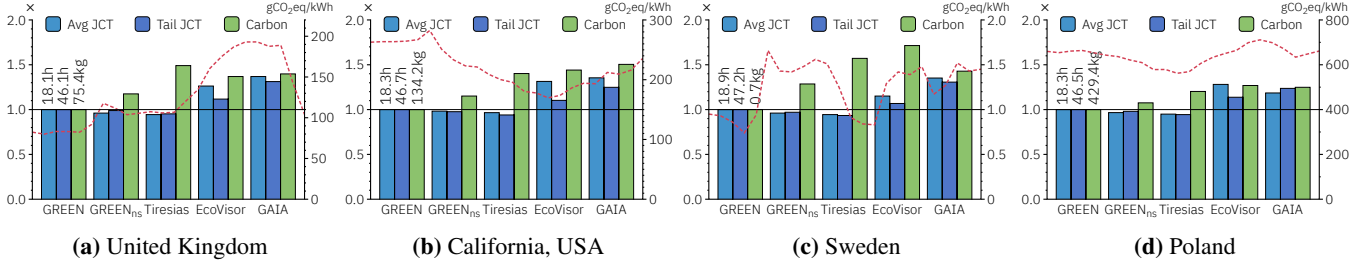 × gCO₂eq/kWh
Avg JCT Tail JCT Carbon
2.0
1.5
1.0
0.5
0.0
18.1h
46.1h
75.4kg
200
150
100
50
0
GREEN GREENns Tiresias EcoVisor GAIA
(a) United Kingdom
× gCO₂eq/kWh
Avg JCT Tail JCT Carbon
2.0
1.5
1.0
0.5
0.0
18.3h
46.7h
134.2kg
300
200
150
100
0
GREEN GREENns Tiresias EcoVisor GAIA
(b) California, USA
× gCO₂eq/kWh
Avg JCT Tail JCT Carbon
2.0
1.5
1.0
0.5
0.0
18.9h
47.2h
0.7kg
2.0
1.5
1.0
0.5
0.0
GREEN GREENns Tiresias EcoVisor GAIA
(c) Sweden
× gCO₂eq/kWh
Avg JCT Tail JCT Carbon
2.0
1.5
1.0
0.5
0.0
18.3h
46.5h
429.4kg
800
600
400
200
0
GREEN GREENns Tiresias EcoVisor GAIA
(d) Poland